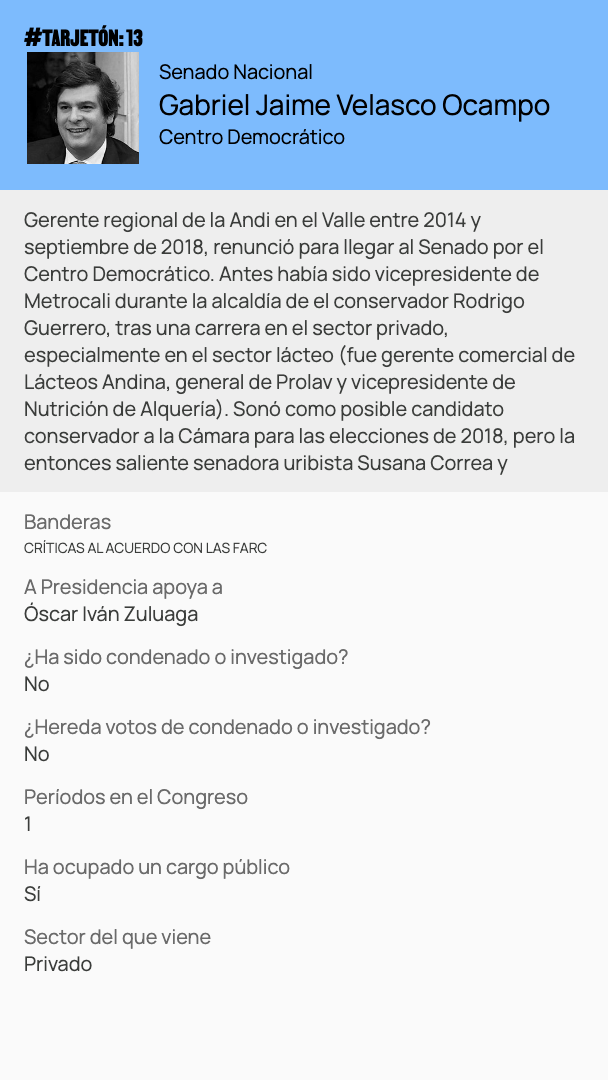 #TARJETÓN: 13
Senado Nacional
Gabriel Jaime Velasco Ocampo
Centro Democrático
Gerente regional de la Andi en el Valle entre 2014 y
septiembre de 2018, renunció para llegar al Senado por el
Centro Democrático. Antes había sido vicepresidente de
Metrocali durante la alcaldía de el conservador Rodrigo
Guerrero, tras una carrera en el sector privado,
especialmente en el sector lácteo (fue gerente comercial de
Lácteos Andina, general de Prolav y vicepresidente de
Nutrición de Alquería). Sonó como posible candidato
conservador a la Cámara para las elecciones de 2018, pero la
entonces saliente senadora uribista Susana Correa y
Banderas
CRÍTICAS AL ACUERDO CON LAS FARC
A Presidencia apoya a
Óscar Iván Zuluaga
¿Ha sido condenado o investigado?
No
¿Hereda votos de condenado o investigado?
No
Períodos en el Congreso
1
Ha ocupado un cargo público
Sí
Sector del que viene
Privado